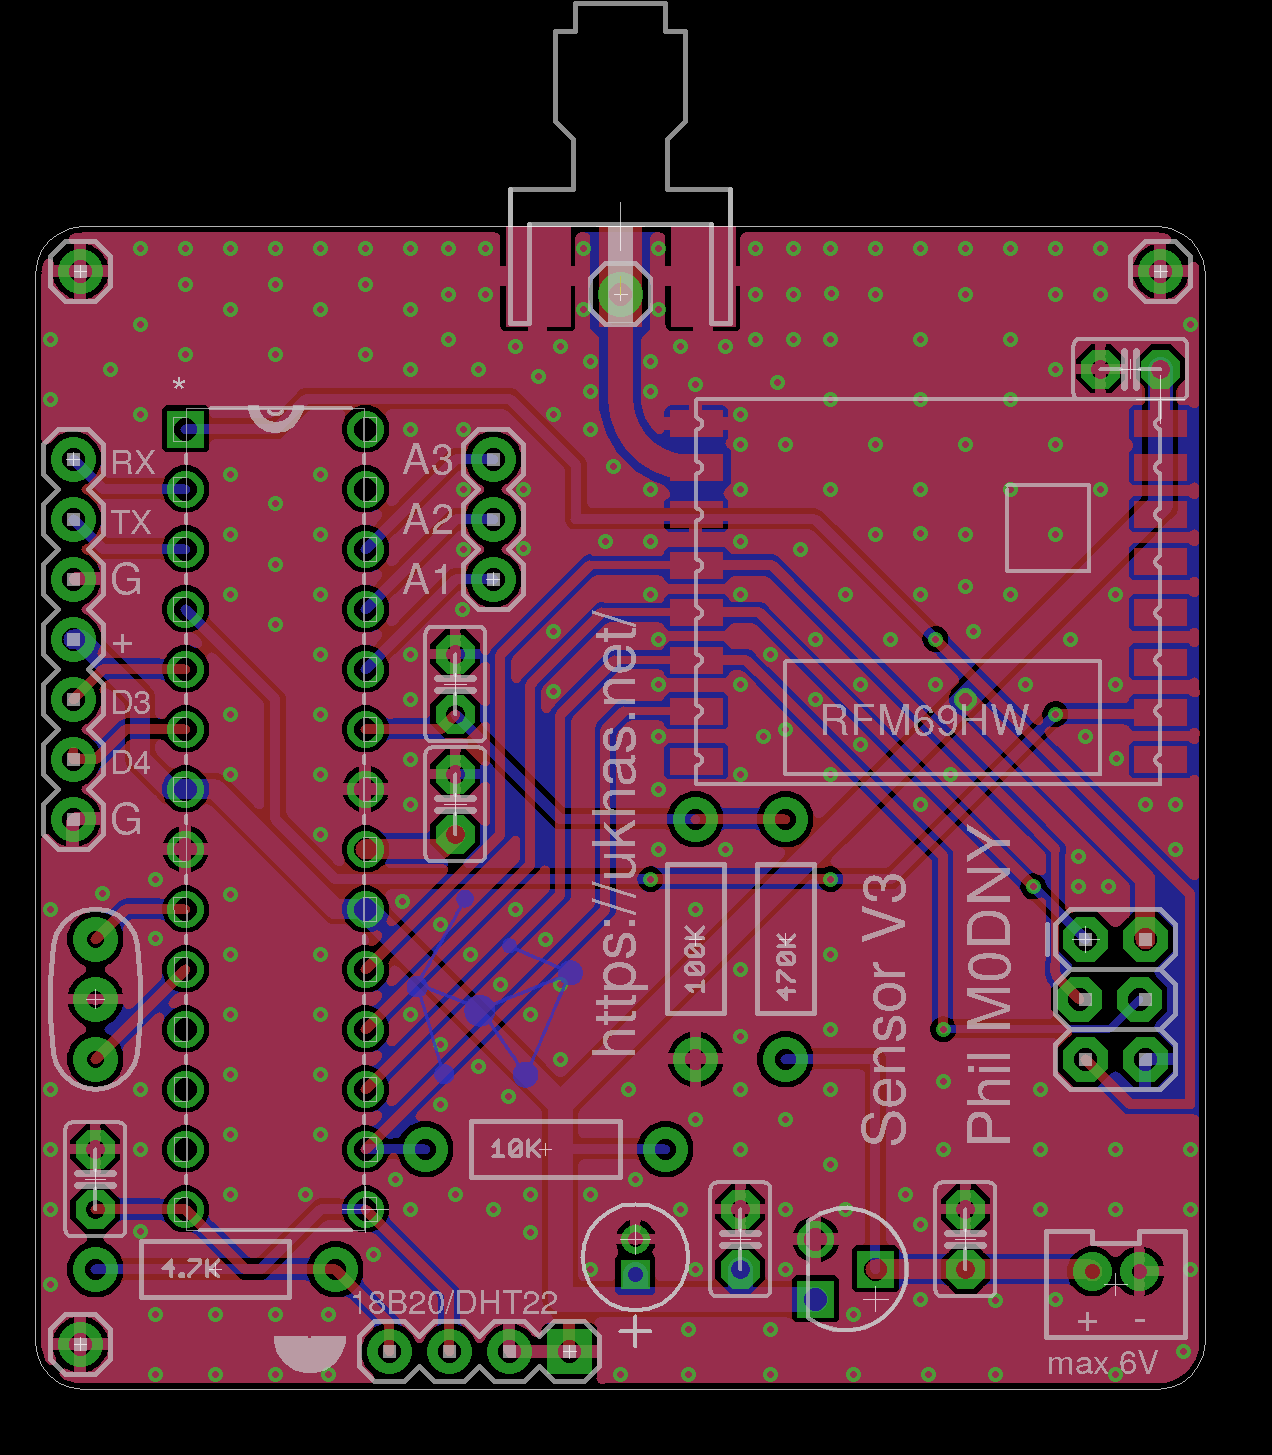 *
RX
TX
G
+
D3
D4
G
A3
A2
A1
https://ukhas.net/
RFM69HW
100K
470K
Sensor V3
Phil M0DNY
10K
4.7K
18B20/DHT22
+
+ -
max 6V